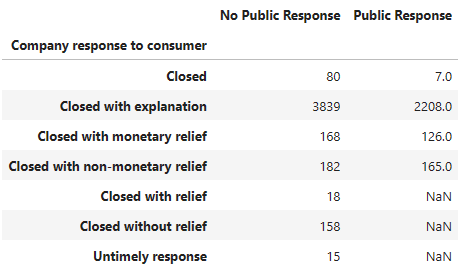 No Public Response Public Response
Company response to consumer
Closed 80 7.0
Closed with explanation 3839 2208.0
Closed with monetary relief 168 126.0
Closed with non-monetary relief 182 165.0
Closed with relief 18 NaN
Closed without relief 158 NaN
Untimely response 15 NaN